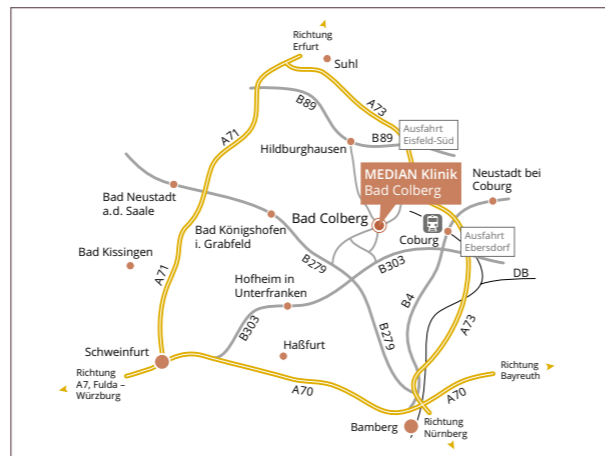 Richtung
Erfurt
Suhl
A73
B89
A71
Ausfahrt
Eisfeld-Süd
B89
Hildburghausen
MEDIAN Klinik
Bad Colberg
Neustadt bei
Coburg
Bad Neustadt
a.d. Saale
Bad Colberg
Bad Königshofen
i. Grabfeld
Coburg
Ausfahrt
Ebersdorf
Bad Kissingen
B279
B303
A71
DB
Hofheim in
Unterfranken
B4
B303
A73
B279
Haßfurt
Schweinfurt
Richtung
A7, Fulda –
Würzburg
Richtung
Bayreuth
A70
A70
Bamberg
Richtung
Nürnberg